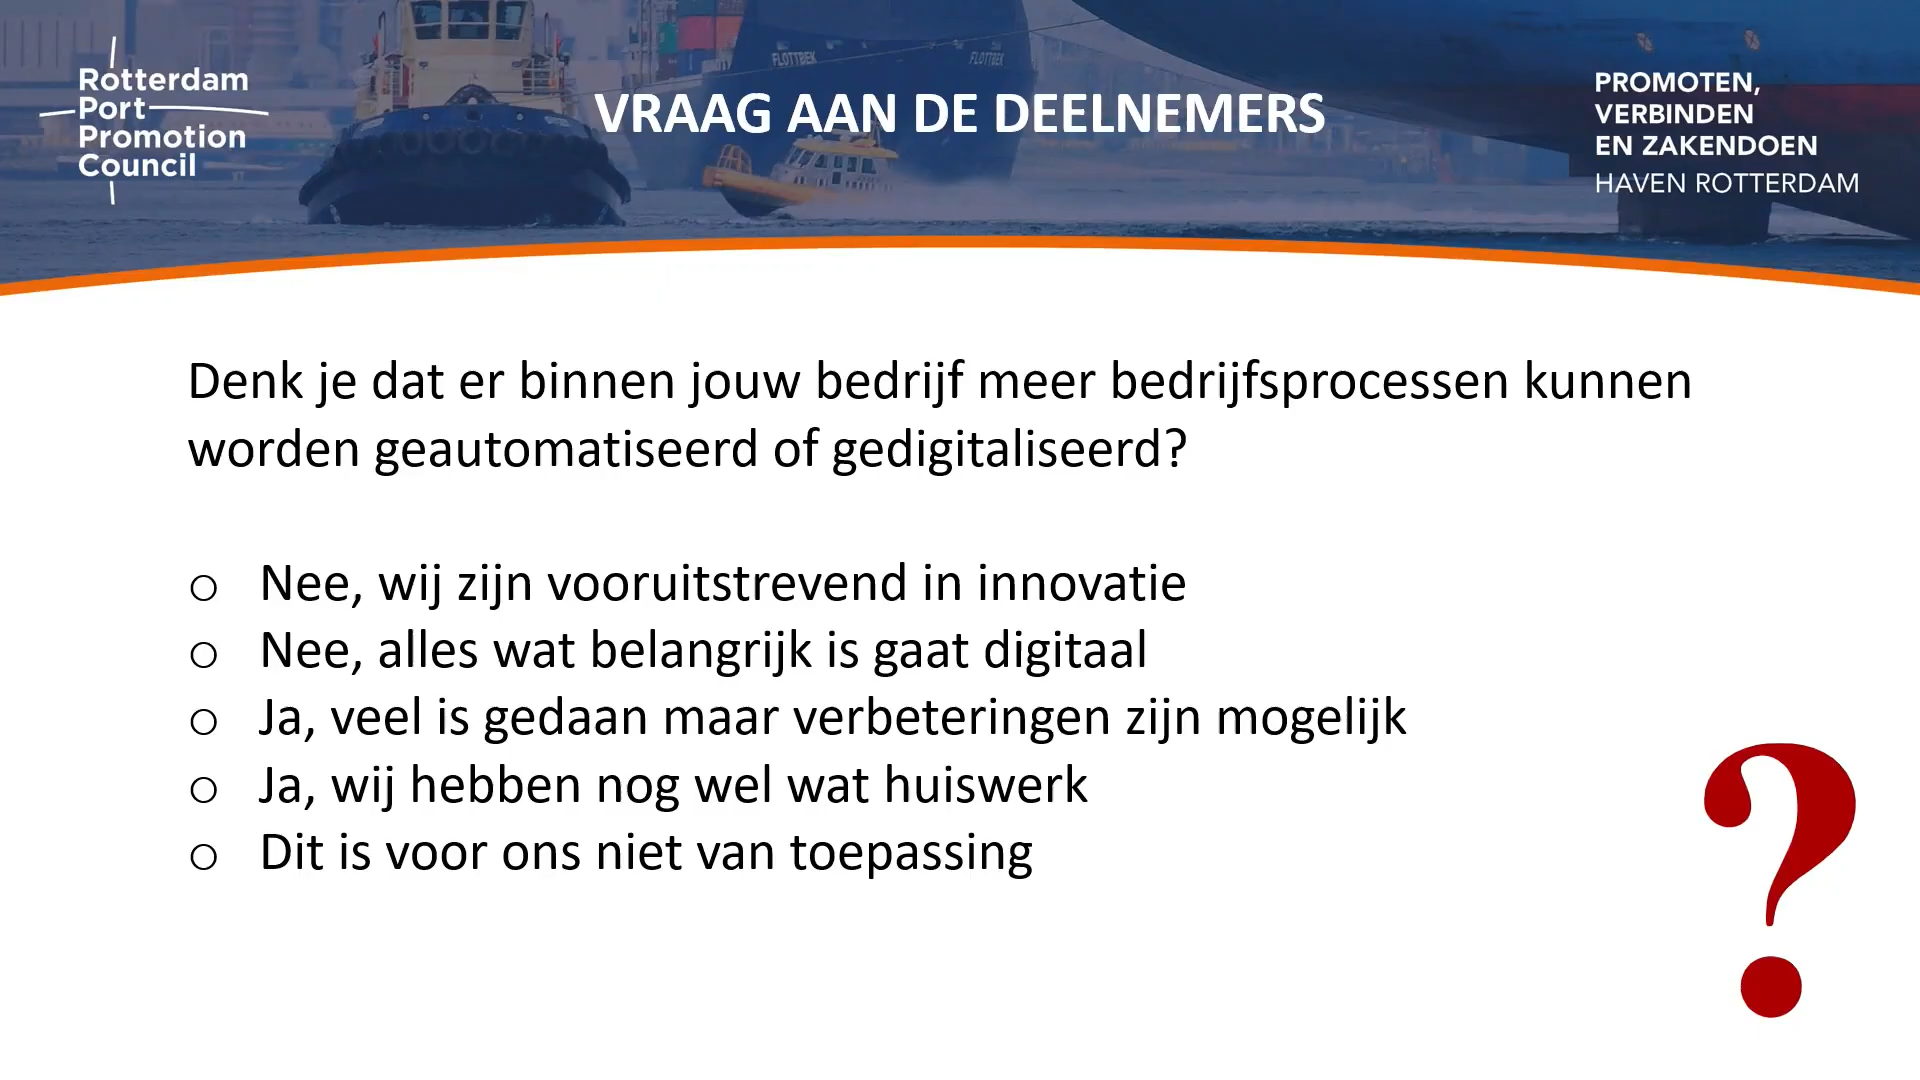 Rotterdam
Port
Promotion
Council
FLOTTBEK
FLOTTBEK
VRAAG AAN DE DEELNEMERS
PROMOTEN,
VERBINDEN
EN ZAKENDOEN
HAVEN ROTTERDAM
Denk je dat er binnen jouw bedrijf meer bedrijfsprocessen kunnen
worden geautomatiseerd of gedigitaliseerd?
o Nee, wij zijn vooruitstrevend in innovatie
o Nee, alles wat belangrijk is gaat digitaal
o Ja, veel is gedaan maar verbeteringen zijn mogelijk
o Ja, wij hebben nog wel wat huiswerk
o Dit is voor ons niet van toepassing
?